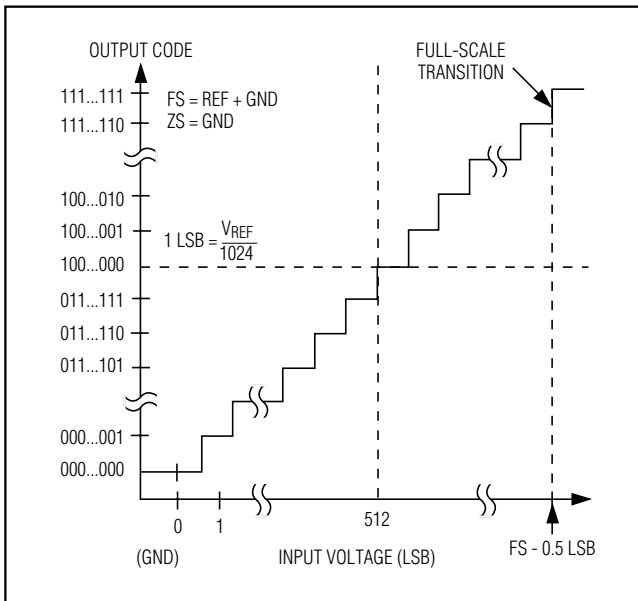 OUTPUT CODE
FULL-SCALE
TRANSITION
111...111
FS = REF + GND
111...110
ZS = GND
100...010
100...001
1 LSB = VREF
1024
100...000
011...111
011...110
011...101
000...001
000...000
0
1
512
(GND)
INPUT VOLTAGE (LSB)
FS - 0.5 LSB